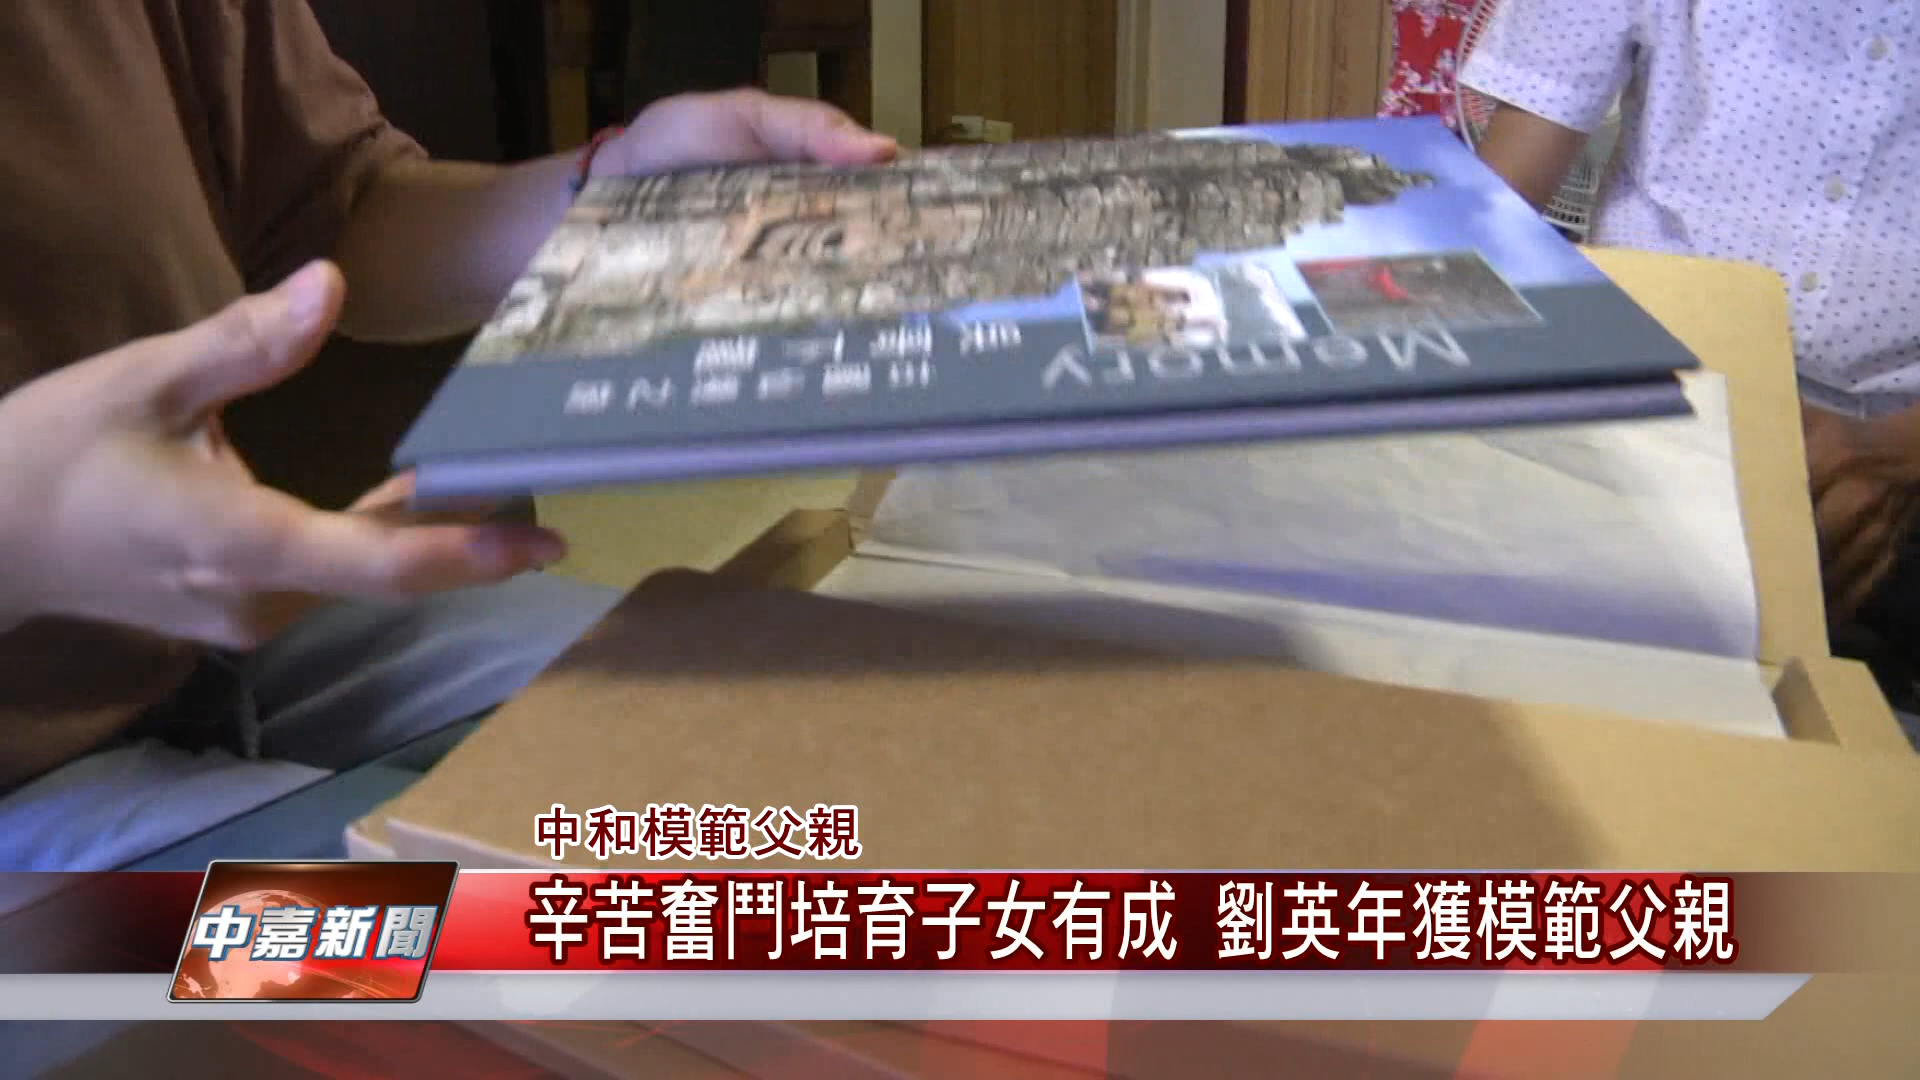 Memory
中和模範父親
中嘉新聞
辛苦奮鬥培育子女有成 劉英年獲模範父親